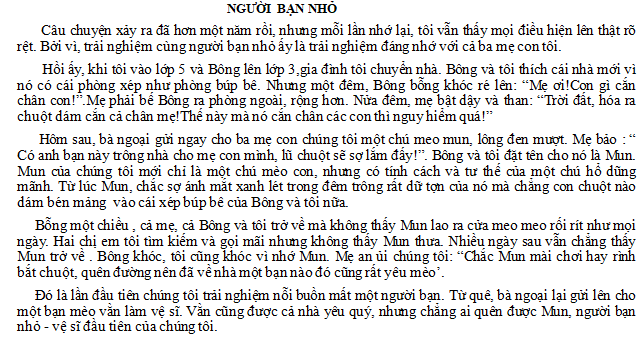 NGƯỜI BẠN NHỎ
Câu chuyện xảy ra đã hơn một năm rồi, nhưng mỗi lần nhớ lại, tôi vẫn thấy mọi điều hiện lên thật rõ
rệt. Bởi vì, trải nghiệm cùng người bạn nhỏ ấy là trải nghiệm đáng nhớ với cả ba mẹ con tôi.
Hồi ấy, khi tôi vào lớp 5 và Bông lên lớp 3,gia đình tôi chuyển nhà. Bông và tôi thích cái nhà mới vì
nó có cái phòng xép như phòng búp bê. Nhưng một đêm, Bông bỗng khóc ré lên: “Mẹ ơi!Con gì cắn
chân con!”.Mẹ phải bế Bông ra phòng ngoài, rộng hơn. Nửa đêm, mẹ bật dậy và than: “Trời đất, hóa ra
chuột dám cắn cả chân mẹ!Thế này mà nó cắn chân các con thì nguy hiểm quá!”
Hôm sau, bà ngoại gửi ngay cho ba mẹ con chúng tôi một chú meo mun, lông đen mượt. Mẹ bảo : “
Có anh bạn này trông nhà cho mẹ con mình, lũ chuột sẽ sợ lắm đấy!”. Bông và tôi đặt tên cho nó là Mun.
Mun của chúng tôi mới chỉ là một chú mèo con, nhưng có tính cách và tư thế của một chú hổ dũng
mãnh. Từ lúc Mun, chắc sợ ánh mắt xanh lét trong đêm trông rất dữ tợn của nó mà chẳng con chuột nào
dám bén mảng vào cái xép búp bê của Bông và tôi nữa.
Bỗng một chiều , cả mẹ, cả Bông và tôi trở về mà không thấy Mun lao ra cửa meo meo rối rít như mọi
ngày. Hai chị em tôi tìm kiếm và gọi mãi nhưng không thấy Mun thưa. Nhiều ngày sau vẫn chẳng thấy
Mun trở về . Bông khóc, tôi cũng khóc vì nhớ Mun. Mẹ an ủi chúng tôi: “Chắc Mun mải chơi hay rình
bắt chuột, quên đường nên đã về nhà một bạn nào đó cũng rất yêu mèo’.
Đó là lần đầu tiên chúng tôi trải nghiệm nỗi buồn mất một người bạn. Từ quê, bà ngoại lại gửi lên cho
một bạn mèo vằn làm vệ sĩ. Vằn cũng được cả nhà yêu quý, nhưng chẳng ai quên được Mun, người bạn
nhỏ - vệ sĩ đầu tiên của chúng tôi.